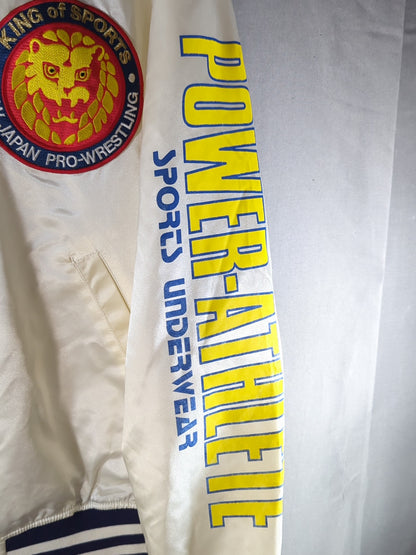 KING of SPORTS
JAPAN PRO-WRESTLING
POWER-ATHLETE
SPORTS UNDERWEAR